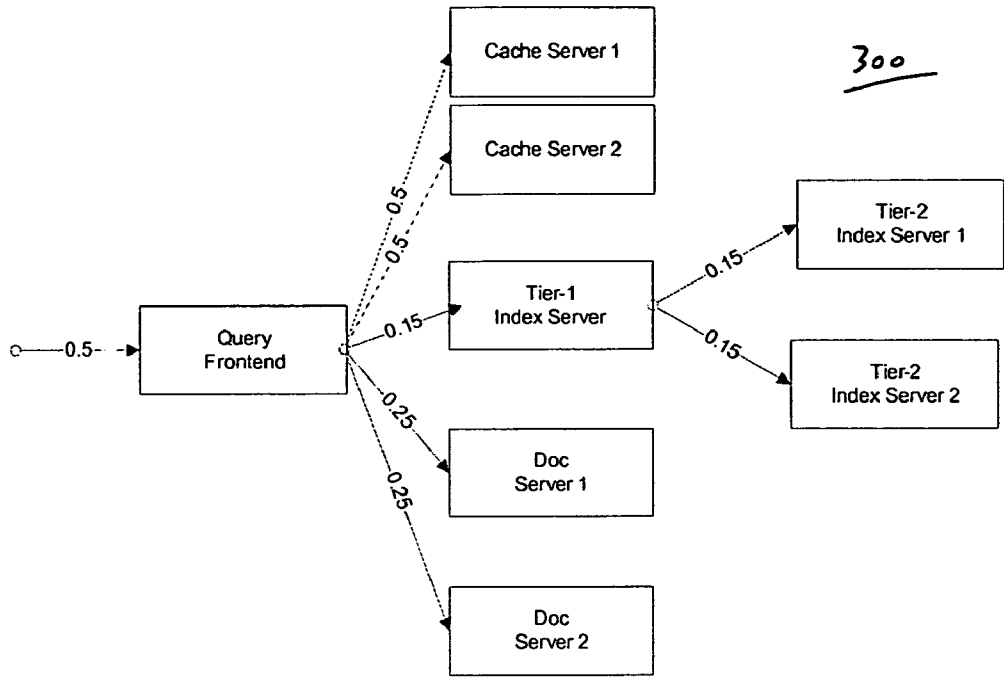 Cache Server 1
300
Cache Server 2
0.5
0.5
Tier-2
Index Server 1
0.15
Tier-1
Index Server
0.15
Query
Frontend
0.5
0.15
Tier-2
Index Server 2
0.25
0.25
Doc
Server 1
Doc
Server 2